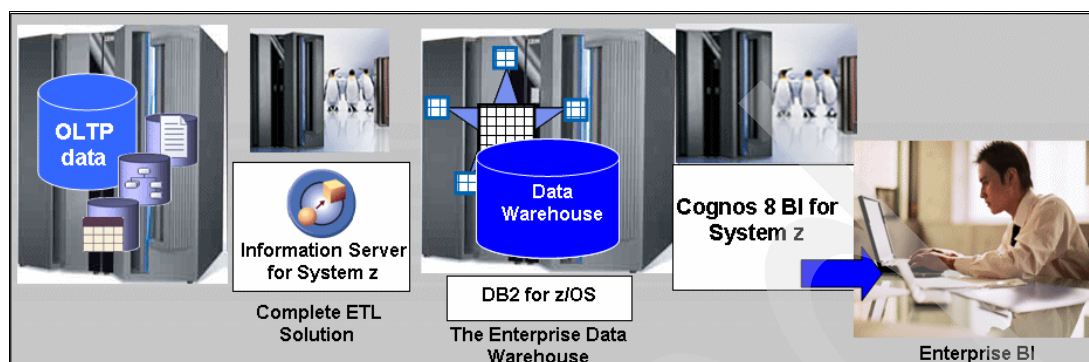 OLTP
data
Information Server
for System z
Complete ETL
Solution
Data
Warehouse
DB2 for z/OS
The Enterprise Data
Warehouse
Cognos 8 BI for
System z
Enterprise BI